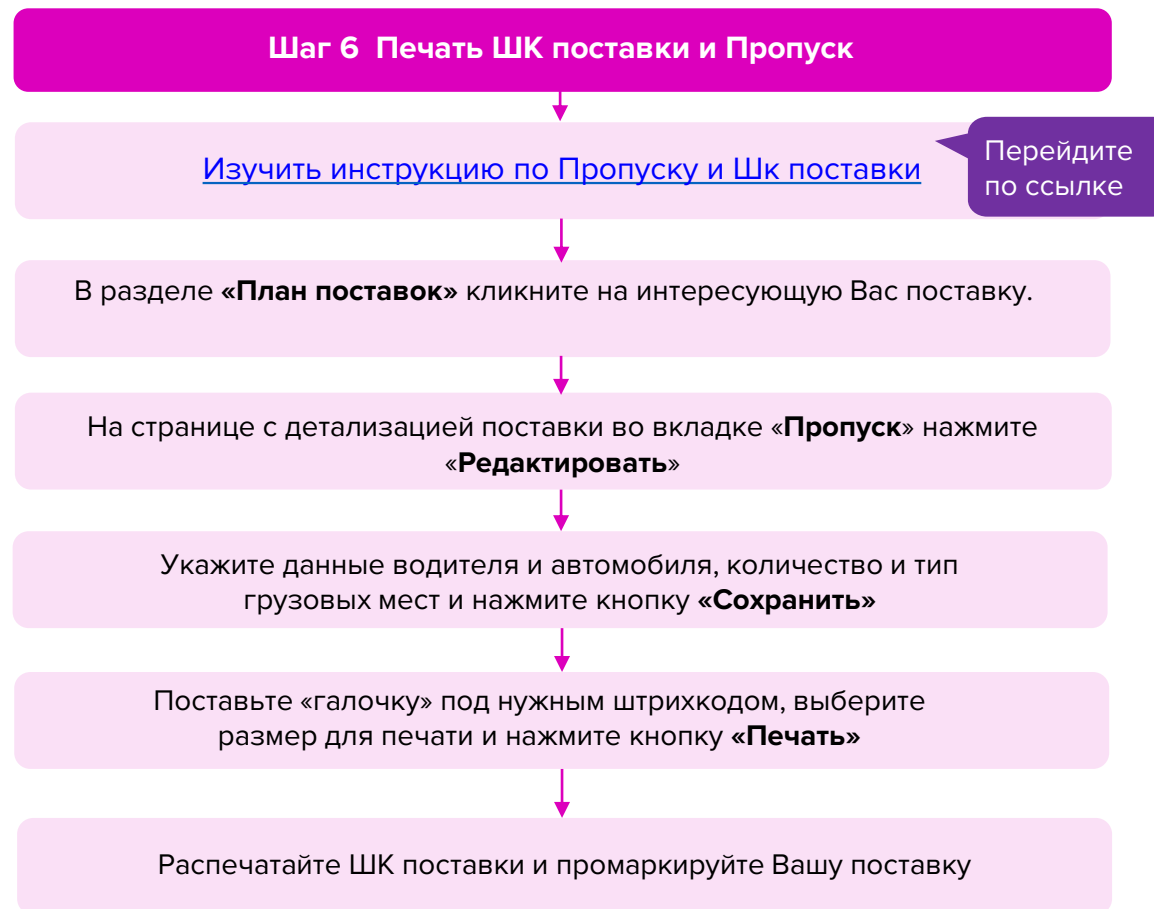 Шаг 6  Печать ШК поставки и Пропуск
Изучить инструкцию по Пропуску и Шк поставки
Перейдите
по ссылке
В разделе «План поставок» кликните на интересующую Вас поставку.
На странице с детализацией поставки во вкладке «Пропуск» нажмите
«Редактировать»
Укажите данные водителя и автомобиля, количество и тип
грузовых мест и нажмите кнопку «Сохранить»
Поставьте «галочку» под нужным штрихкодом, выберите
размер для печати и нажмите кнопку «Печать»
Распечатайте ШК поставки и промаркируйте Вашу поставку